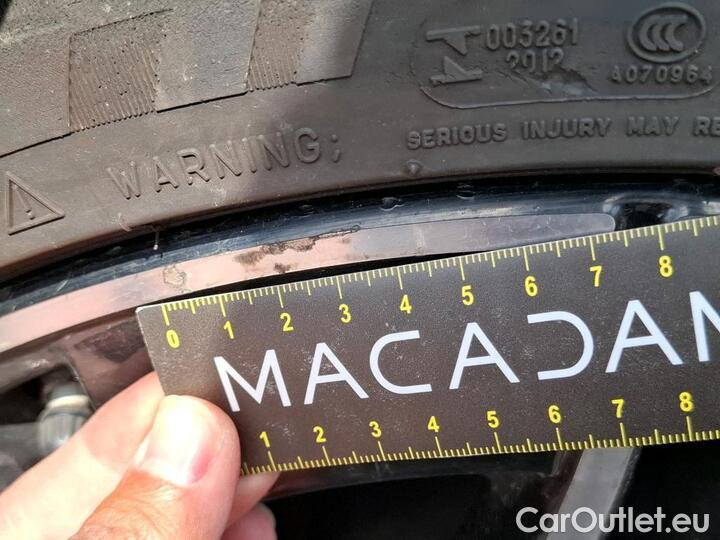 003261
2012
CCC
A070964
WARNING;
SERIOUS INJURY MAY RE
0 1 2 3 4 5 6 7 8
MACADAM
1 2 3 4 5 6 7 8
CarOutlet.eu